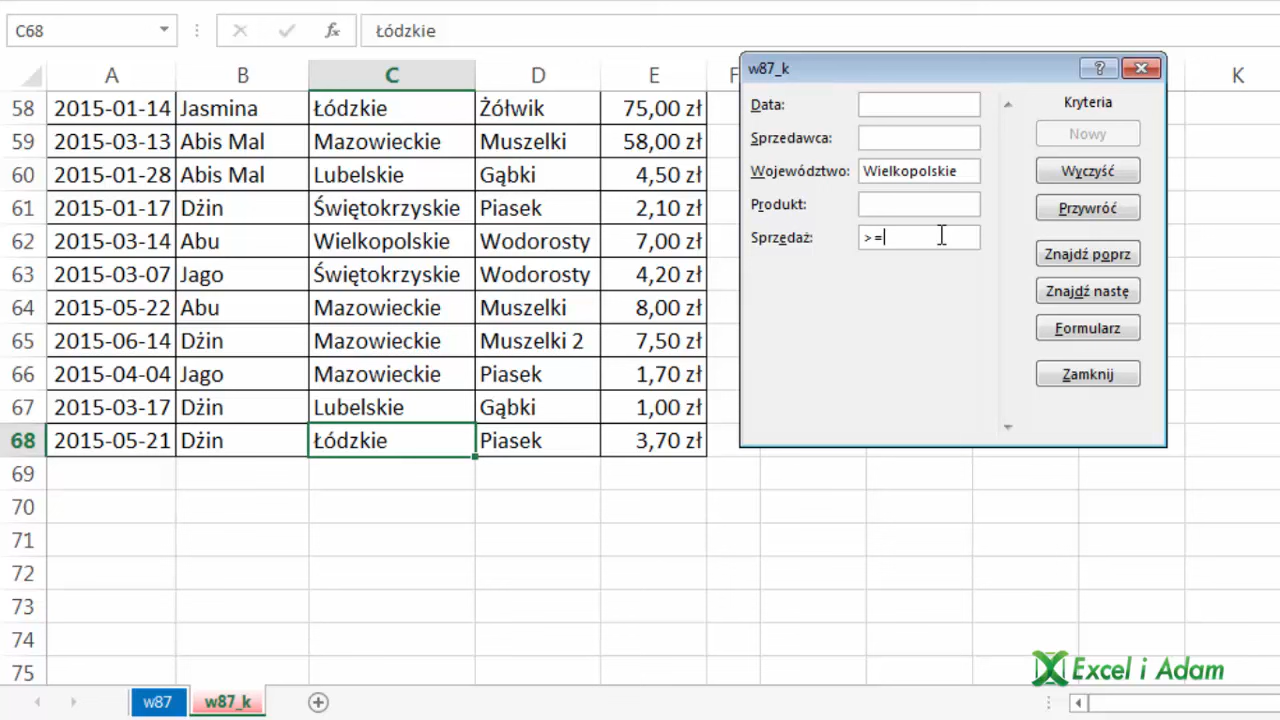 C68 fx Łódzkie
A B C D E F K
58 2015-01-14 Jasmina Łódzkie Żółwik 75,00 zł
59 2015-03-13 Abis Mal Mazowieckie Muszelki 58,00 zł
60 2015-01-28 Abis Mal Lubelskie Gąbki 4,50 zł
61 2015-01-17 Dżin Świętokrzyskie Piasek 2,10 zł
62 2015-03-14 Abu Wielkopolskie Wodorosty 7,00 zł
63 2015-03-07 Jago Świętokrzyskie Wodorosty 4,20 zł
64 2015-05-22 Abu Mazowieckie Muszelki 8,00 zł
65 2015-06-14 Dżin Mazowieckie Muszelki 2 7,50 zł
66 2015-04-04 Jago Mazowieckie Piasek 1,70 zł
67 2015-03-17 Dżin Lubelskie Gąbki 1,00 zł
68 2015-05-21 Dżin Łódzkie Piasek 3,70 zł
69
70
71
72
73
74
75
w87_k
Data:
Sprzedawca:
Województwo: Wielkopolskie
Produkt:
Sprzedaż: >=
Kryteria
Nowy
Wyczyść
Przywróć
Znajdź poprz
Znajdź nastę
Formularz
Zamknij
Excel i Adam
w87 w87_k